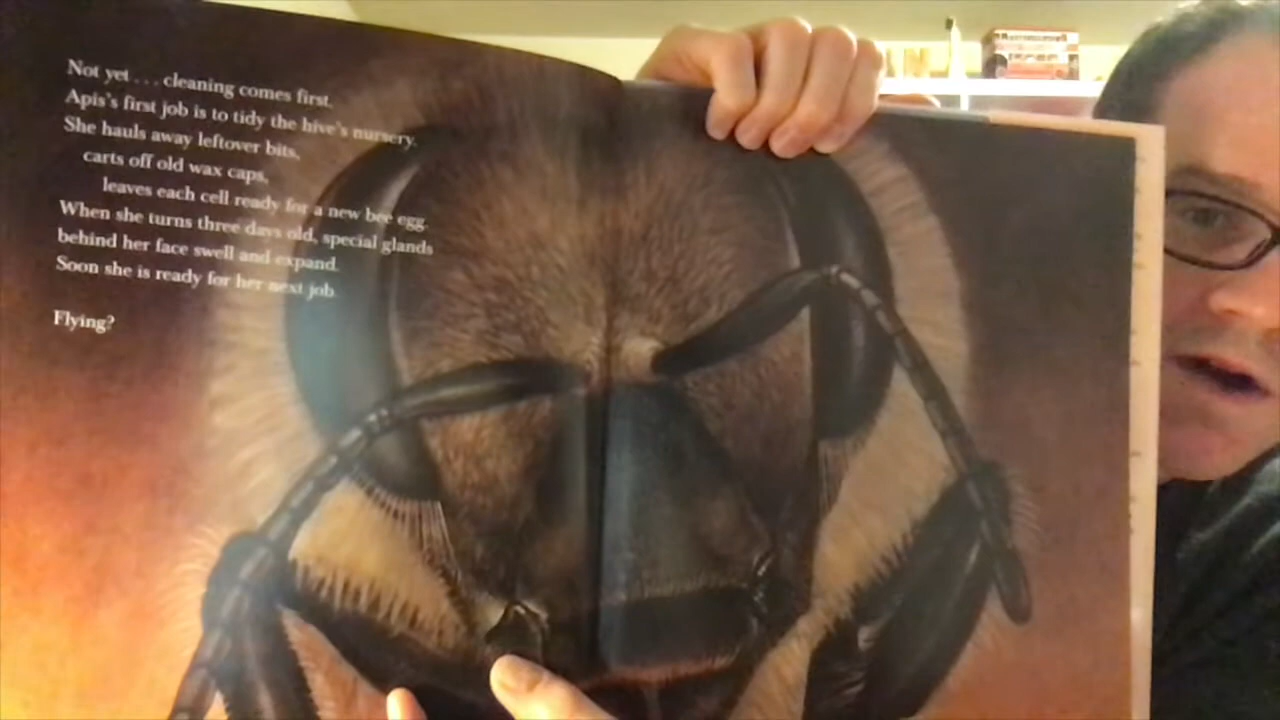 Not yet . . . cleaning comes first.
Apis's first job is to tidy the hive's nursery.
She hauls away leftover bits,
carts off old wax caps,
leaves each cell ready for a new bee egg.
When she turns three days old, special glands
behind her face swell and expand.
Soon she is ready for her next job.
Flying?